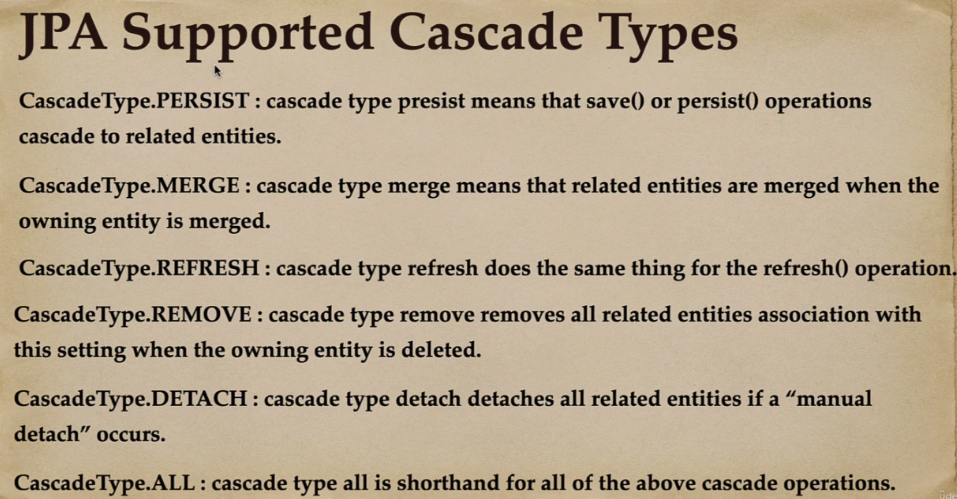 JPA Supported Cascade Types
CascadeType.PERSIST : cascade type presist means that save() or persist() operations
cascade to related entities.
CascadeType.MERGE : cascade type merge means that related entities are merged when the
owning entity is merged.
CascadeType.REFRESH : cascade type refresh does the same thing for the refresh() operation.
CascadeType.REMOVE : cascade type remove removes all related entities association with
this setting when the owning entity is deleted.
CascadeType.DETACH : cascade type detach detaches all related entities if a “manual
detach” occurs.
CascadeType.ALL : cascade type all is shorthand for all of the above cascade operations.